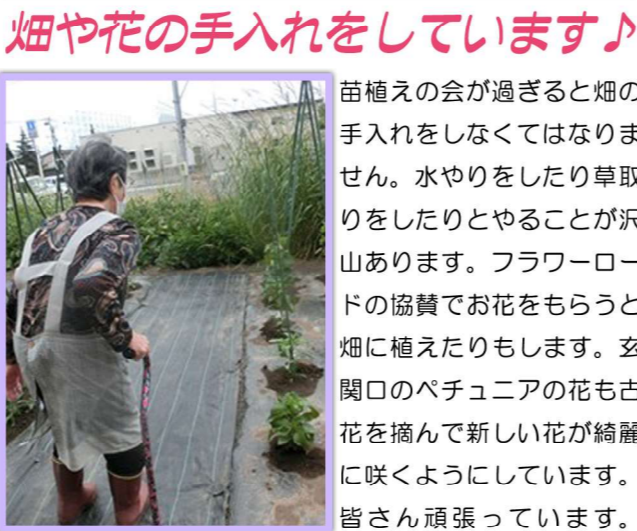 畑や花の手入れをしています♪
苗植えの会が過ぎると畑の
手入れをしなくてはなりま
せん。水やりをしたり草取
りをしたりとやることが沢
山あります。フラワーロー
ドの協賛でお花をもらうと
畑に植えたりもします。玄
関口のペチュニアの花も古
花を摘んで新しい花が綺麗
に咲くようにしています。
皆さん頑張っています。